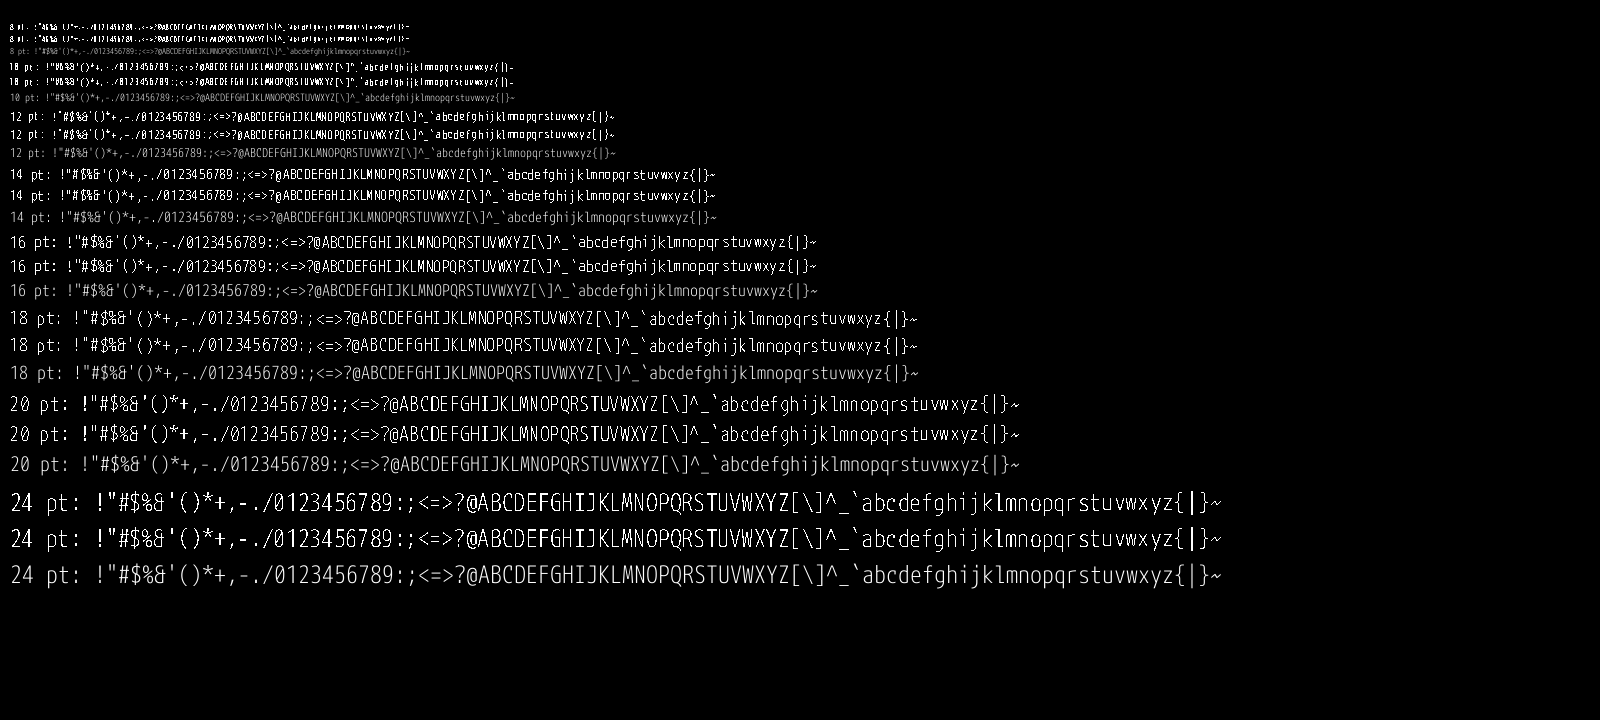 8 pt: !"#$%&'()*+,-./0123456789:;<=>?@ABCDEFGHIJKLMNOPQRSTUVWXYZ[\]^_`abcdefghijklmnopqrstuvwxyz{|}~
8 pt: !"#$%&'()*+,-./0123456789:;<=>?@ABCDEFGHIJKLMNOPQRSTUVWXYZ[\]^_`abcdefghijklmnopqrstuvwxyz{|}~
8 pt: !"#$%&'()*+,-./0123456789:;<=>?@ABCDEFGHIJKLMNOPQRSTUVWXYZ[\]^_`abcdefghijklmnopqrstuvwxyz{|}~
10 pt: !"#$%&'()*+,-./0123456789:;<=>?@ABCDEFGHIJKLMNOPQRSTUVWXYZ[\]^_`abcdefghijklmnopqrstuvwxyz{|}~
10 pt: !"#$%&'()*+,-./0123456789:;<=>?@ABCDEFGHIJKLMNOPQRSTUVWXYZ[\]^_`abcdefghijklmnopqrstuvwxyz{|}~
10 pt: !"#$%&'()*+,-./0123456789:;<=>?@ABCDEFGHIJKLMNOPQRSTUVWXYZ[\]^_`abcdefghijklmnopqrstuvwxyz{|}~
12 pt: !"#$%&'()*+,-./0123456789:;<=>?@ABCDEFGHIJKLMNOPQRSTUVWXYZ[\]^_`abcdefghijklmnopqrstuvwxyz{|}~
12 pt: !"#$%&'()*+,-./0123456789:;<=>?@ABCDEFGHIJKLMNOPQRSTUVWXYZ[\]^_`abcdefghijklmnopqrstuvwxyz{|}~
12 pt: !"#$%&'()*+,-./0123456789:;<=>?@ABCDEFGHIJKLMNOPQRSTUVWXYZ[\]^_`abcdefghijklmnopqrstuvwxyz{|}~
14 pt: !"#$%&'()*+,-./0123456789:;<=>?@ABCDEFGHIJKLMNOPQRSTUVWXYZ[\]^_`abcdefghijklmnopqrstuvwxyz{|}~
14 pt: !"#$%&'()*+,-./0123456789:;<=>?@ABCDEFGHIJKLMNOPQRSTUVWXYZ[\]^_`abcdefghijklmnopqrstuvwxyz{|}~
14 pt: !"#$%&'()*+,-./0123456789:;<=>?@ABCDEFGHIJKLMNOPQRSTUVWXYZ[\]^_`abcdefghijklmnopqrstuvwxyz{|}~
16 pt: !"#$%&'()*+,-./0123456789:;<=>?@ABCDEFGHIJKLMNOPQRSTUVWXYZ[\]^_`abcdefghijklmnopqrstuvwxyz{|}~
16 pt: !"#$%&'()*+,-./0123456789:;<=>?@ABCDEFGHIJKLMNOPQRSTUVWXYZ[\]^_`abcdefghijklmnopqrstuvwxyz{|}~
16 pt: !"#$%&'()*+,-./0123456789:;<=>?@ABCDEFGHIJKLMNOPQRSTUVWXYZ[\]^_`abcdefghijklmnopqrstuvwxyz{|}~
18 pt: !"#$%&'()*+,-./0123456789:;<=>?@ABCDEFGHIJKLMNOPQRSTUVWXYZ[\]^_`abcdefghijklmnopqrstuvwxyz{|}~
18 pt: !"#$%&'()*+,-./0123456789:;<=>?@ABCDEFGHIJKLMNOPQRSTUVWXYZ[\]^_`abcdefghijklmnopqrstuvwxyz{|}~
18 pt: !"#$%&'()*+,-./0123456789:;<=>?@ABCDEFGHIJKLMNOPQRSTUVWXYZ[\]^_`abcdefghijklmnopqrstuvwxyz{|}~
20 pt: !"#$%&'()*+,-./0123456789:;<=>?@ABCDEFGHIJKLMNOPQRSTUVWXYZ[\]^_`abcdefghijklmnopqrstuvwxyz{|}~
20 pt: !"#$%&'()*+,-./0123456789:;<=>?@ABCDEFGHIJKLMNOPQRSTUVWXYZ[\]^_`abcdefghijklmnopqrstuvwxyz{|}~
20 pt: !"#$%&'()*+,-./0123456789:;<=>?@ABCDEFGHIJKLMNOPQRSTUVWXYZ[\]^_`abcdefghijklmnopqrstuvwxyz{|}~
24 pt: !"#$%&'()*+,-./0123456789:;<=>?@ABCDEFGHIJKLMNOPQRSTUVWXYZ[\]^_`abcdefghijklmnopqrstuvwxyz{|}~
24 pt: !"#$%&'()*+,-./0123456789:;<=>?@ABCDEFGHIJKLMNOPQRSTUVWXYZ[\]^_`abcdefghijklmnopqrstuvwxyz{|}~
24 pt: !"#$%&'()*+,-./0123456789:;<=>?@ABCDEFGHIJKLMNOPQRSTUVWXYZ[\]^_`abcdefghijklmnopqrstuvwxyz{|}~